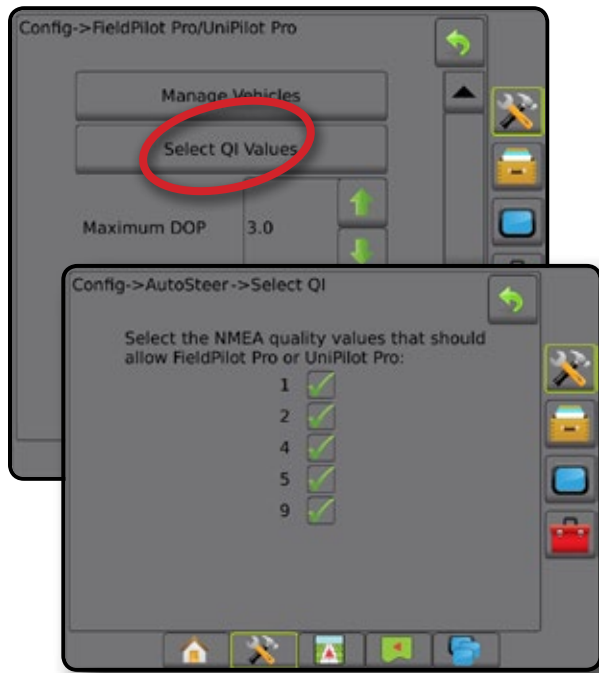 Config->FieldPilot Pro/UniPilot Pro
Manage Vehicles
Select QI Values
Maximum DOP 3.0
Config->AutoSteer->Select QI
Select the NMEA quality values that should
allow FieldPilot Pro or UniPilot Pro:
1
2
4
5
9